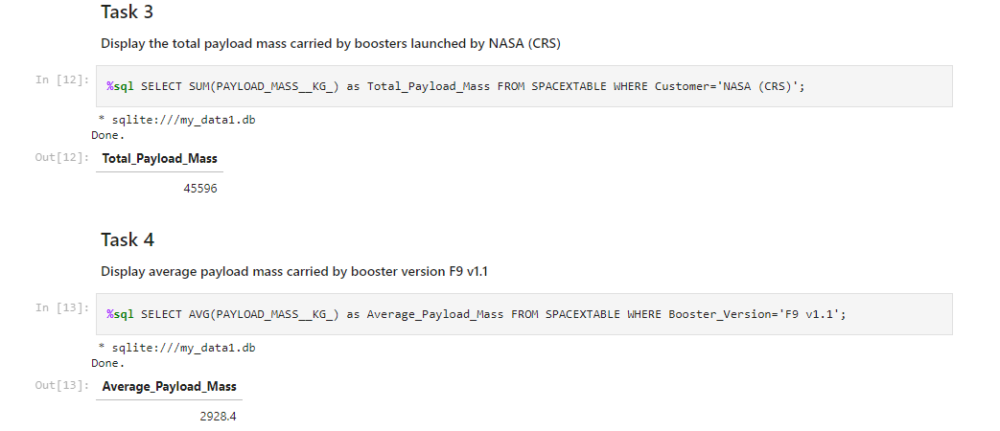 Task 3
Display the total payload mass carried by boosters launched by NASA (CRS)
In [12]: %sql SELECT SUM(PAYLOAD_MASS__KG_) as Total_Payload_Mass FROM SPACEXTABLE WHERE Customer='NASA (CRS)';
* sqlite:///my_data1.db
Done.
Out[12]: Total_Payload_Mass
45596
Task 4
Display average payload mass carried by booster version F9 v1.1
In [13]: %sql SELECT AVG(PAYLOAD_MASS__KG_) as Average_Payload_Mass FROM SPACEXTABLE WHERE Booster_Version='F9 v1.1';
* sqlite:///my_data1.db
Done.
Out[13]: Average_Payload_Mass
2928.4